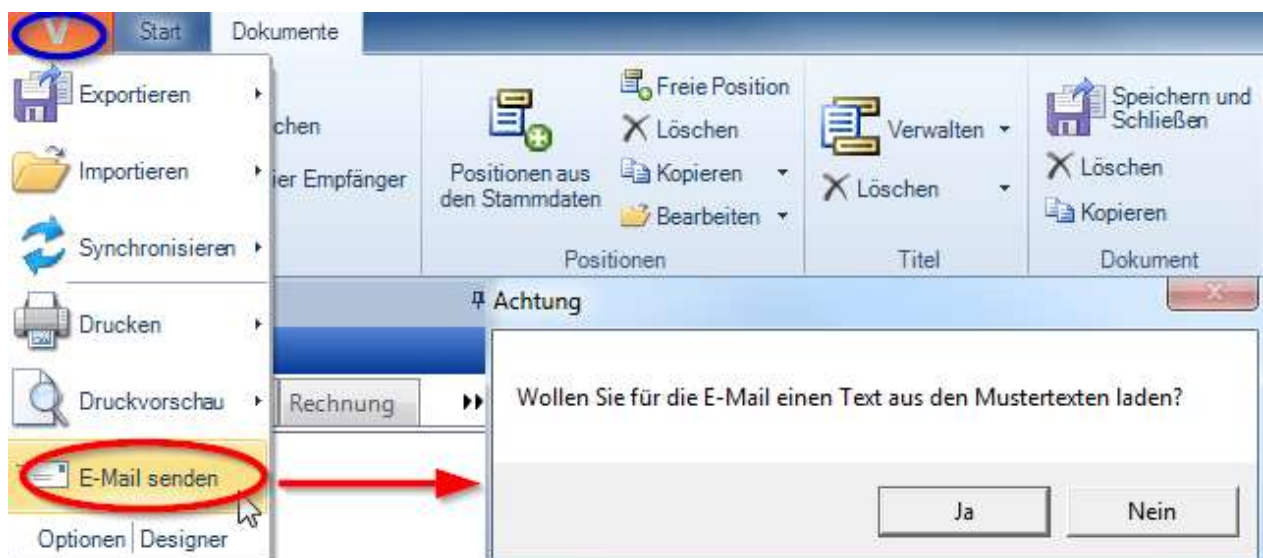 V
Start
Dokumente
Exportieren
Importieren
Synchronisieren
Drucken
Druckvorschau
E-Mail senden
Optionen
Designer
chen
ier Empfänger
Positionen aus
den Stammdaten
Freie Position
Löschen
Kopieren
Bearbeiten
Positionen
Verwalten
Löschen
Titel
Speichern und
Schließen
Löschen
Kopieren
Dokument
Rechnung
Achtung
Wollen Sie für die E-Mail einen Text aus den Mustertexten laden?
Ja
Nein